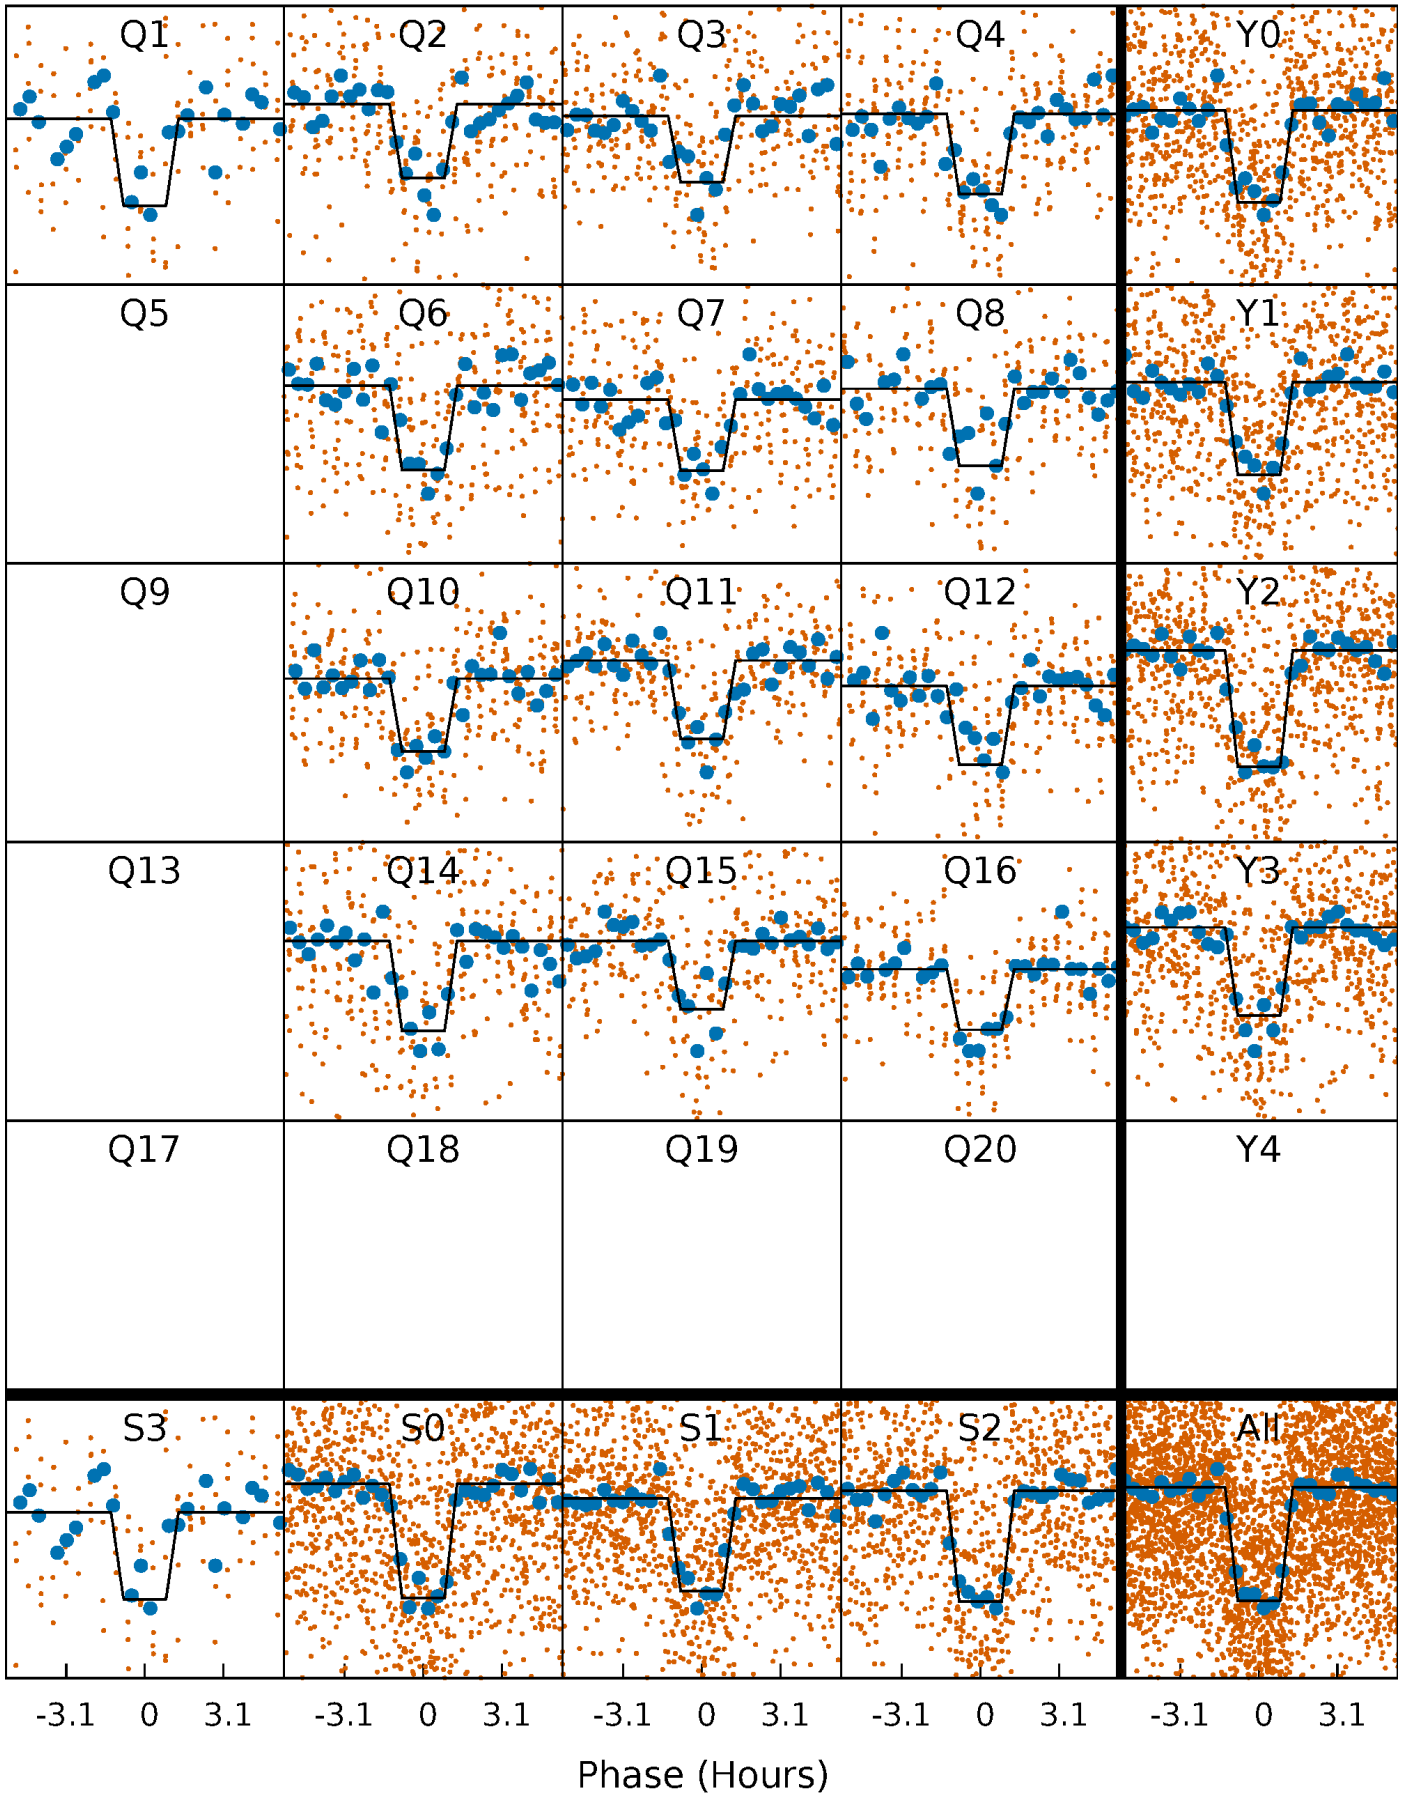 Q1 Q2 Q3 Q4 Y0
Q5 Q6 Q7 Q8 Y1
Q9 Q10 Q11 Q12 Y2
Q13 Q14 Q15 Q16 Y3
Q17 Q18 Q19 Q20 Y4
S3 S0 S1 S2 All
-3.1 0 3.1 -3.1 0 3.1 -3.1 0 3.1 -3.1 0 3.1 -3.1 0 3.1
Phase (Hours)